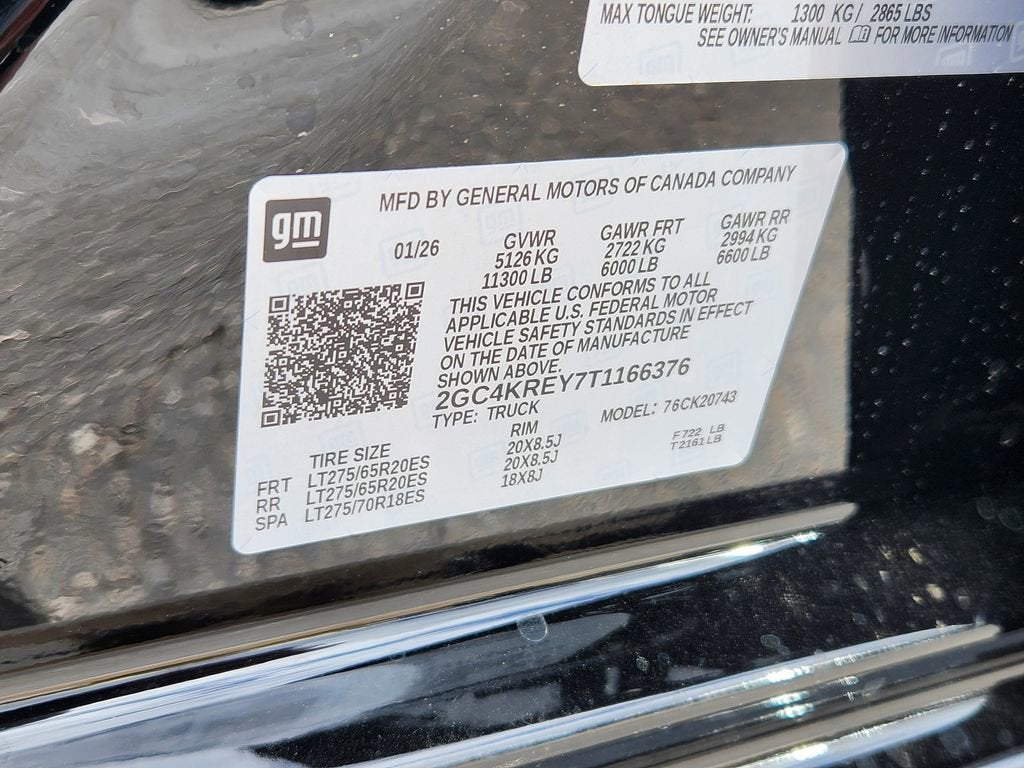 MAX TONGUE WEIGHT: 1300 KG/ 2865 LBS
SEE OWNER'S MANUAL FOR MORE INFORMATION
gm
MFD BY GENERAL MOTORS OF CANADA COMPANY
01/26 GVWR GAWR FRT GAWR RR
5126 KG 2722 KG 2994 KG
11300 LB 6000 LB 6600 LB
THIS VEHICLE CONFORMS TO ALL
APPLICABLE U.S. FEDERAL MOTOR
VEHICLE SAFETY STANDARDS IN EFFECT
ON THE DATE OF MANUFACTURE
SHOWN ABOVE.
2GC4KREY7T1166376
TYPE: TRUCK MODEL: 76CK20743
TIRE SIZE RIM
FRT LT275/65R20ES 20X8.5J
RR LT275/65R20ES 20X8.5J
SPA LT275/70R18ES 18X8J
F722 LB
T2161LB